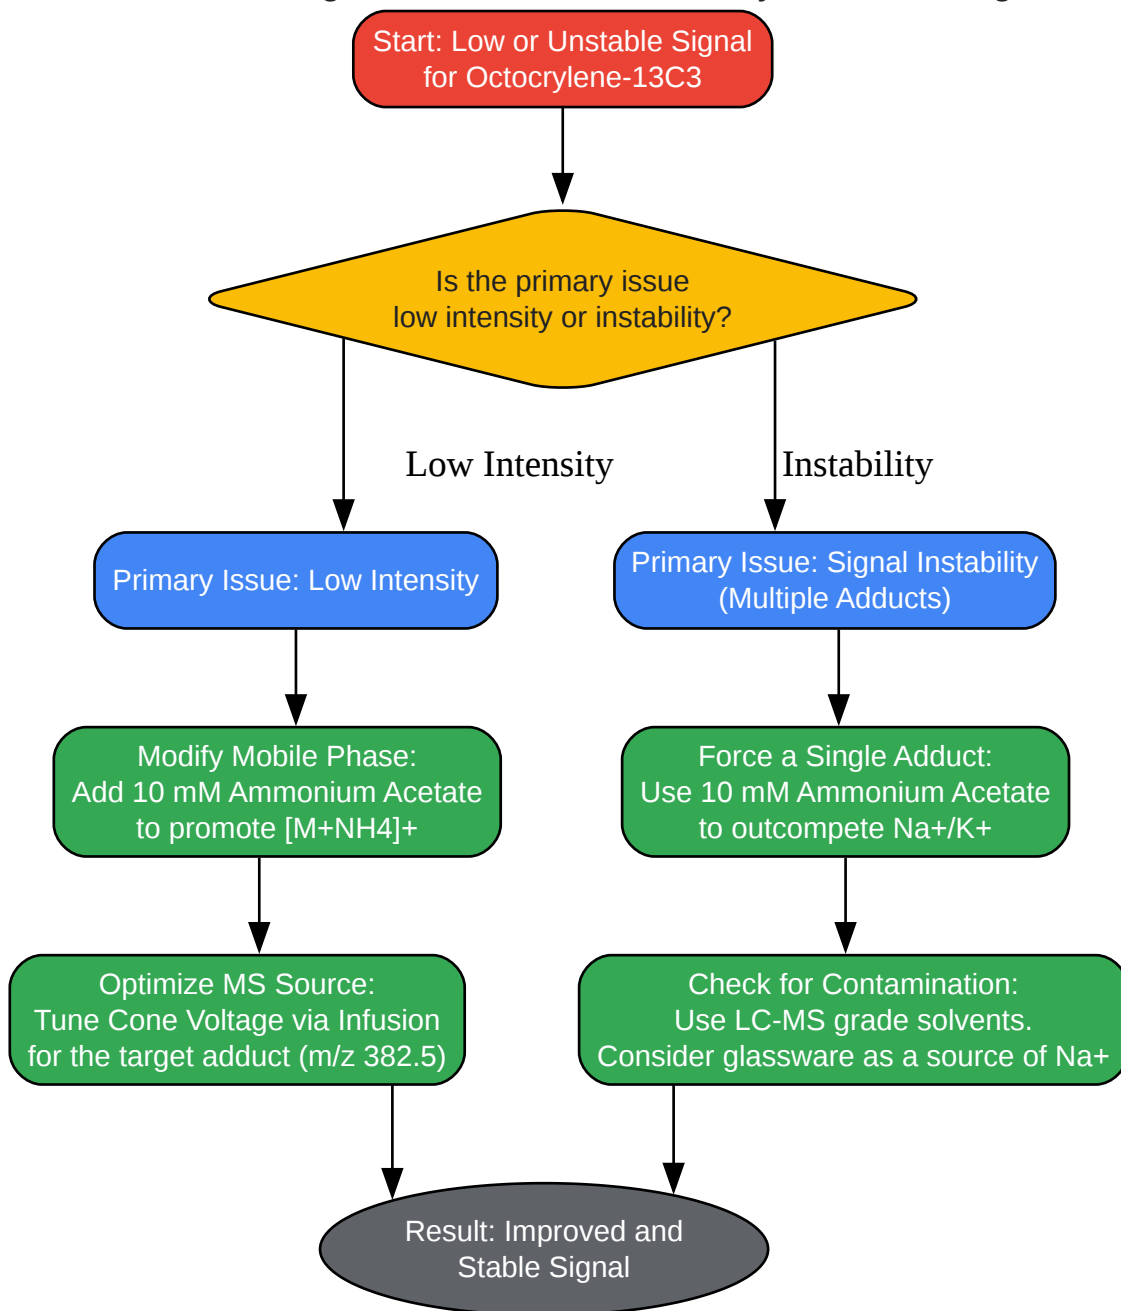 Start: Low or Unstable Signal
for Octocrylene-13C3
Is the primary issue
low intensity or instability?
Low Intensity
Instability
Primary Issue: Low Intensity
Primary Issue: Signal Instability
(Multiple Adducts)
Modify Mobile Phase:
Add 10 mM Ammonium Acetate
to promote [M+NH4]+
Force a Single Adduct:
Use 10 mM Ammonium Acetate
to outcompete Na+/K+
Optimize MS Source:
Tune Cone Voltage via Infusion
for the target adduct (m/z 382.5)
Check for Contamination:
Use LC-MS grade solvents.
Consider glassware as a source of Na+
Result: Improved and
Stable Signal